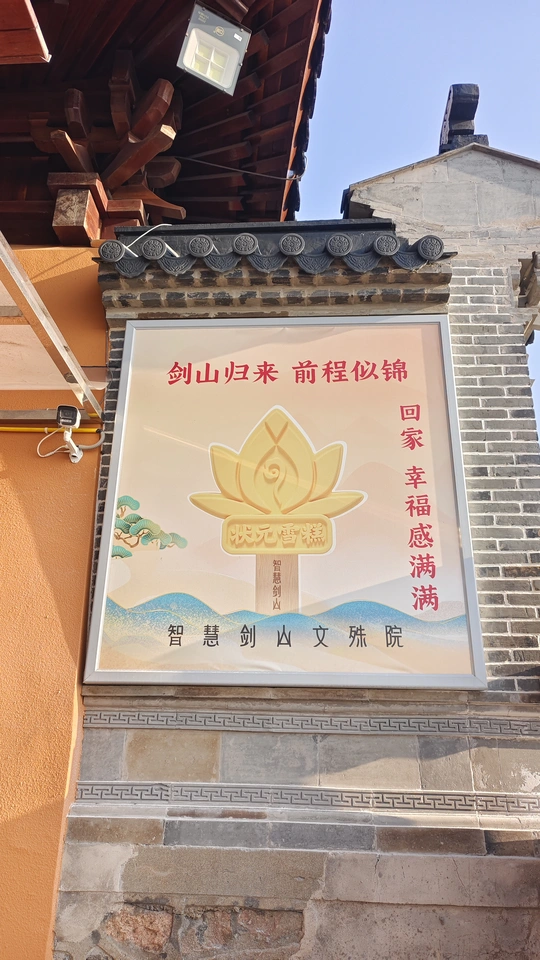 剑山归来 前程似锦
回家 幸福感满满
状元雪糕
智慧剑山
智慧剑山文殊院